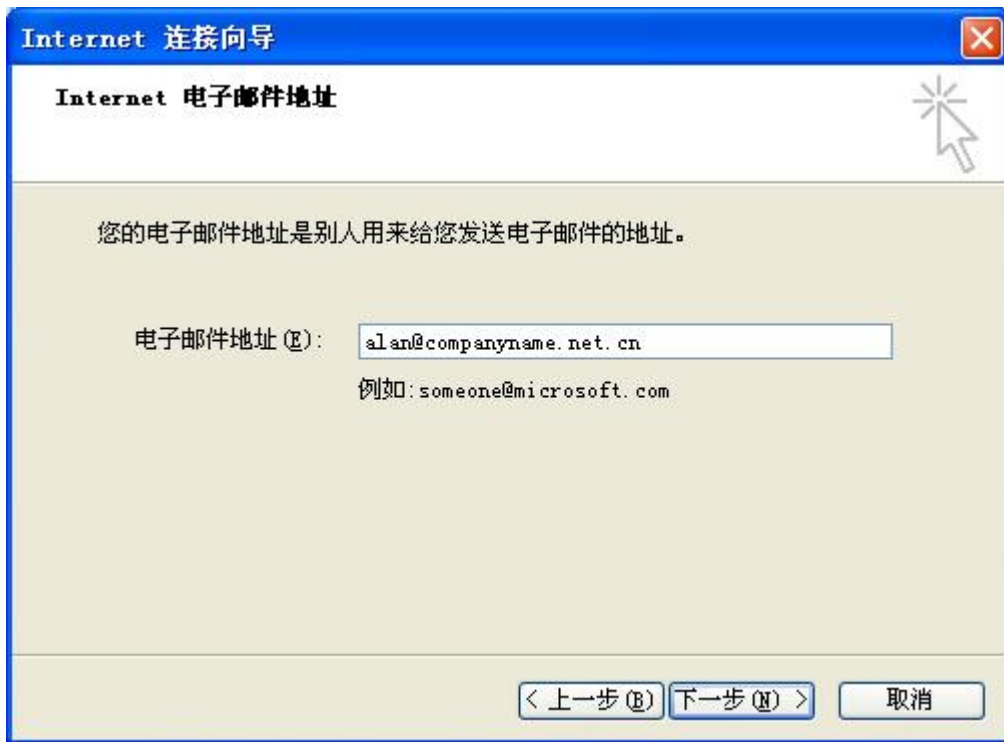 Internet 连接向导
Internet 电子邮件地址
您的电子邮件地址是别人用来给您发送电子邮件的地址。
电子邮件地址(E): alan@companyname.net.cn
例如:someone@microsoft.com
< 上一步(B) 下一步(N) > 取消